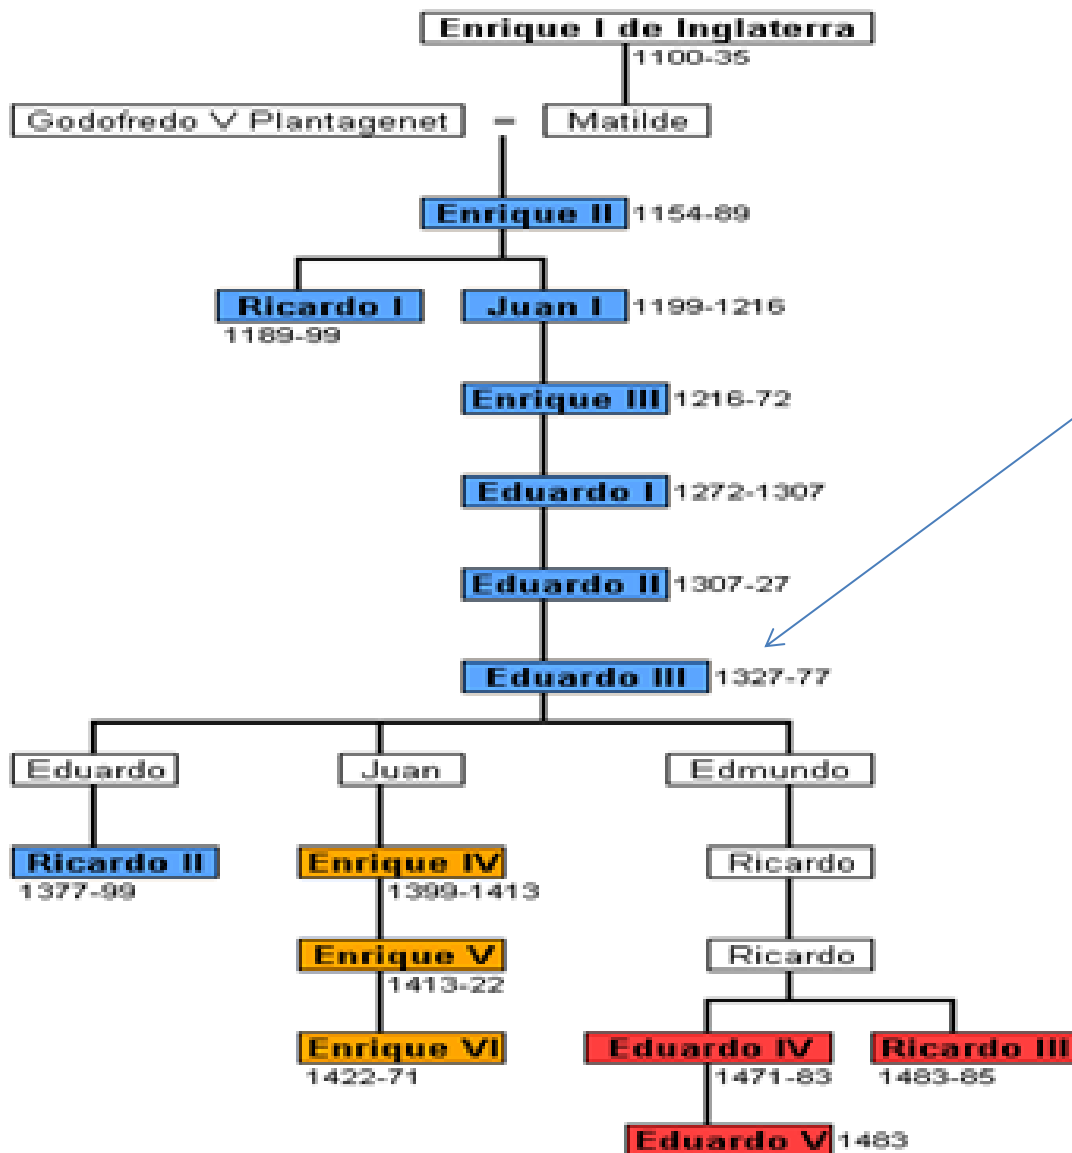 Enrique I de Inglaterra
1100-35
Godofredo V Plantagenet – Matilde
Enrique II 1154-89
Ricardo I Juan I 1199-1216
1189-99
Enrique III 1216-72
Eduardo I 1272-1307
Eduardo II 1307-27
Eduardo III 1327-77
Eduardo Juan Edmundo
Ricardo II Enrique IV Ricardo
1377-99 1399-1413
Enrique V Ricardo
1413-22
Enrique VI Eduardo IV Ricardo III
1422-71 1471-83 1483-85
Eduardo V 1483